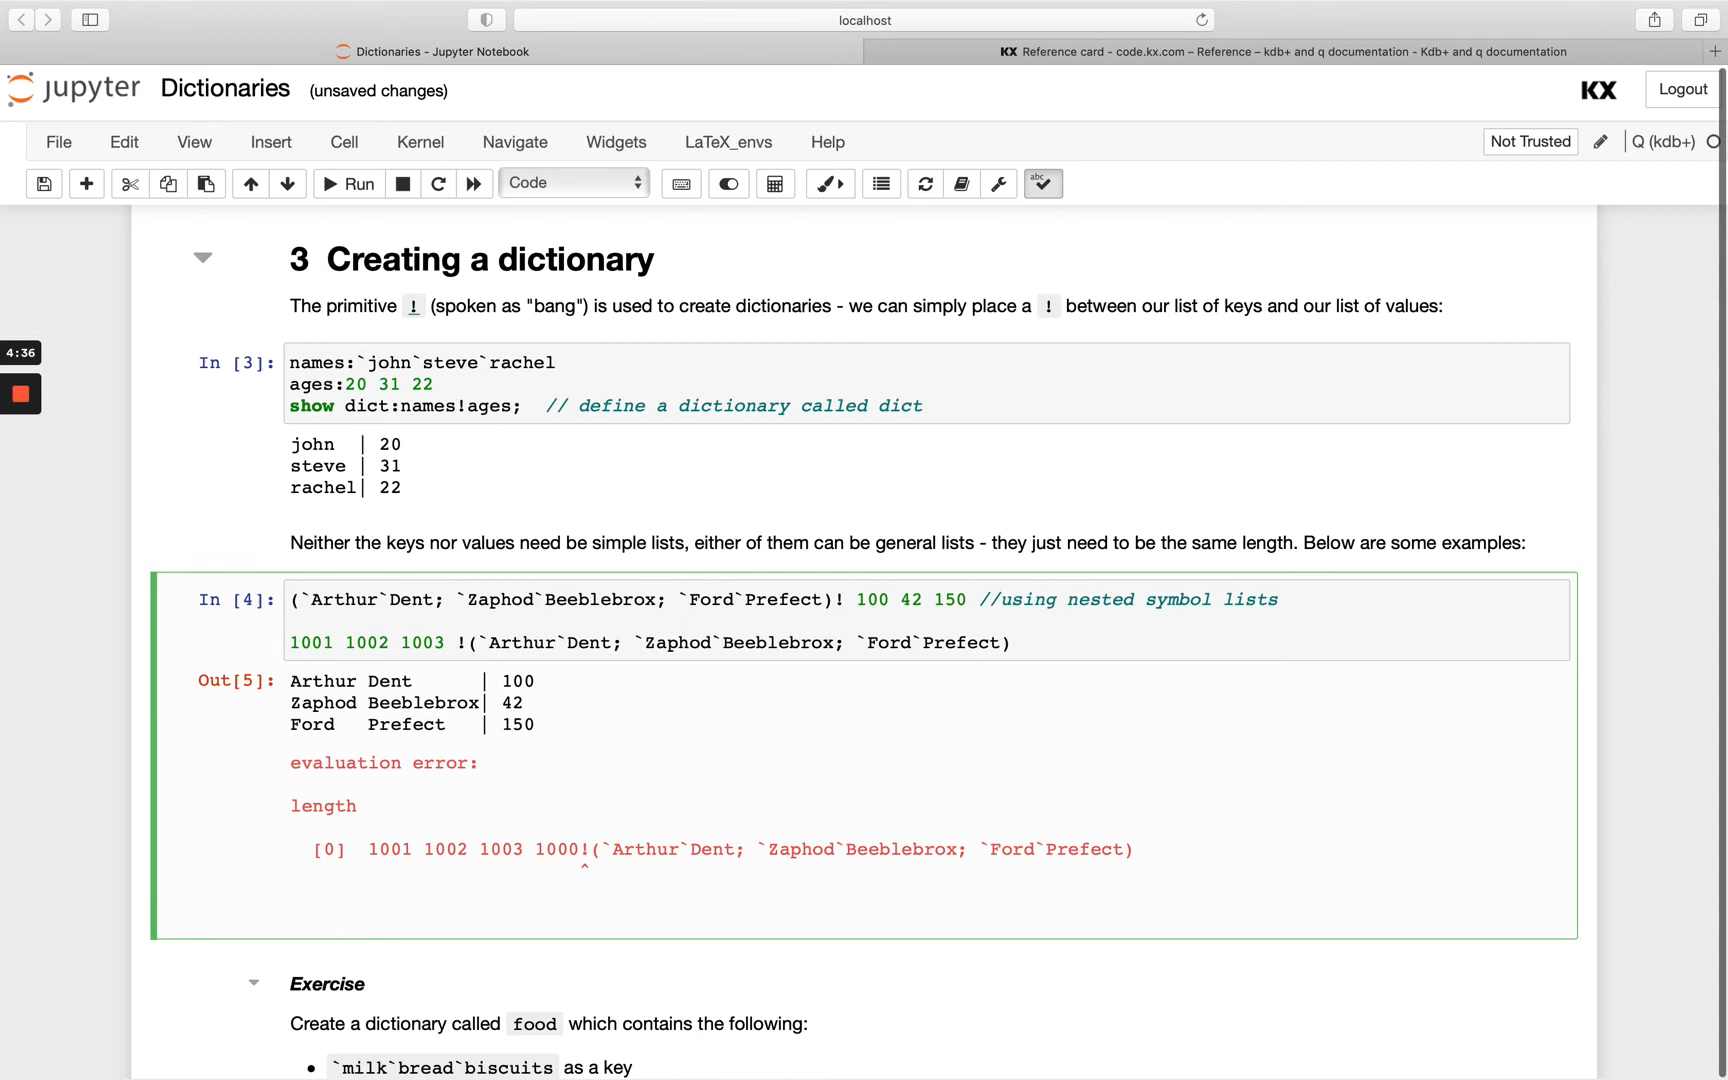 localhost
Dictionaries - Jupyter Notebook
KX Reference card - code.kx.com – Reference – kdb+ and q documentation - Kdb+ and q documentation
jupyter Dictionaries (unsaved changes)
KX
Logout
File Edit View Insert Cell Kernel Navigate Widgets LaTeX_envs Help
Not Trusted
Q (kdb+)
Run
Code
abc
3 Creating a dictionary
The primitive ! (spoken as "bang") is used to create dictionaries - we can simply place a ! between our list of keys and our list of values:
4:36
In [3]: names:`john`steve`rachel
ages:20 31 22
show dict:names!ages; // define a dictionary called dict
john | 20
steve | 31
rachel| 22
Neither the keys nor values need be simple lists, either of them can be general lists - they just need to be the same length. Below are some examples:
In [4]: (`Arthur`Dent; `Zaphod`Beeblebrox; `Ford`Prefect)! 100 42 150 //using nested symbol lists
1001 1002 1003 !(`Arthur`Dent; `Zaphod`Beeblebrox; `Ford`Prefect)
Out[5]: Arthur Dent | 100
Zaphod Beeblebrox| 42
Ford Prefect | 150
evaluation error:
length
[0] 1001 1002 1003 1000!(`Arthur`Dent; `Zaphod`Beeblebrox; `Ford`Prefect)
^
Exercise
Create a dictionary called food which contains the following:
• `milk`bread`biscuits as a key